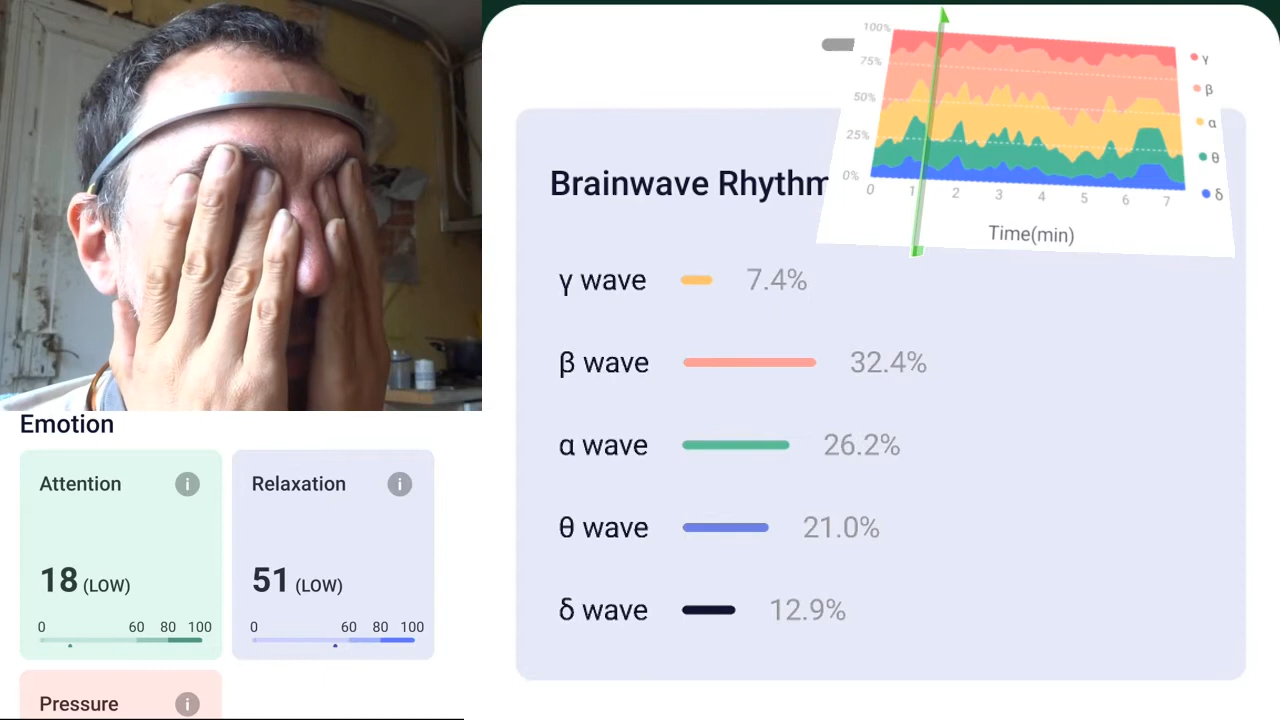 Emotion
Attention
18 (LOW)
0 60 80 100
Relaxation
51 (LOW)
0 60 80 100
Pressure
Brainwave Rhythm
γ wave 7.4%
β wave 32.4%
α wave 26.2%
θ wave 21.0%
δ wave 12.9%
100%
75%
50%
25%
0%
0 1 2 3 4 5 6 7
Time(min)
γ
β
α
θ
δ